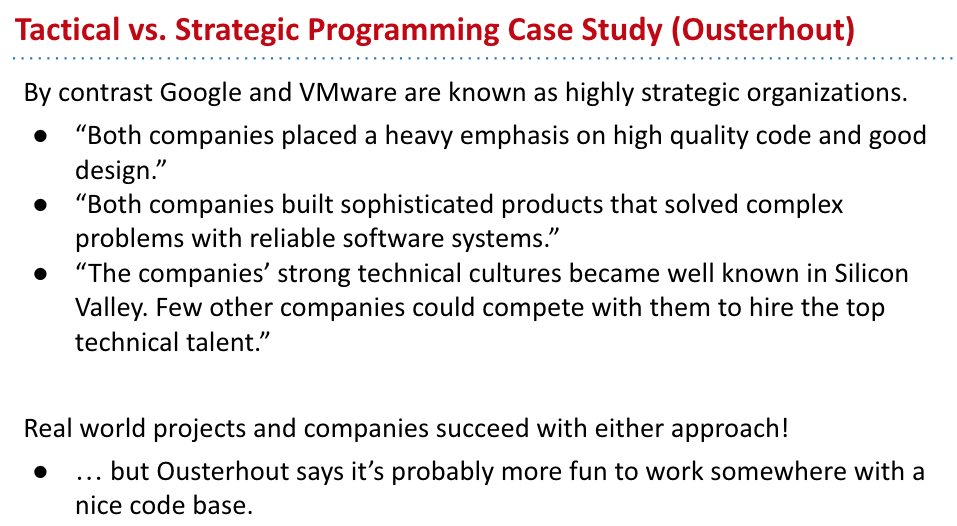 Tactical vs. Strategic Programming Case Study (Ousterhout)
By contrast Google and VMware are known as highly strategic organizations.
● “Both companies placed a heavy emphasis on high quality code and good
design.”
● “Both companies built sophisticated products that solved complex
problems with reliable software systems.”
● “The companies’ strong technical cultures became well known in Silicon
Valley. Few other companies could compete with them to hire the top
technical talent.”
Real world projects and companies succeed with either approach!
● … but Ousterhout says it’s probably more fun to work somewhere with a
nice code base.